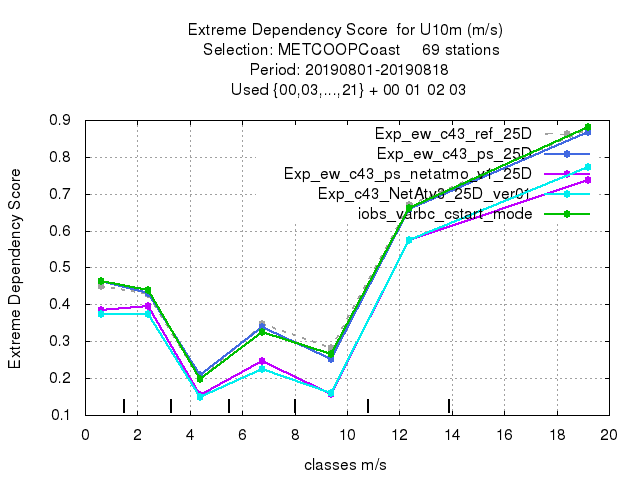 Extreme Dependency Score  for U10m (m/s)
Selection: METCOOPCoast     69 stations
Period: 20190801-20190818
Used {00,03,...,21} + 00 01 02 03
Exp_ew_c43_ref_25D
Exp_ew_c43_ps_25D
Exp_ew_c43_ps_netatmo_v1_25D
Exp_c43_NetAtv3_25D_ver01
iobs_varbc_cstart_mode
Extreme Dependency Score
0.9
0.8
0.7
0.6
0.5
0.4
0.3
0.2
0.1
0 2 4 6 8 10 12 14 16 18 20
classes m/s